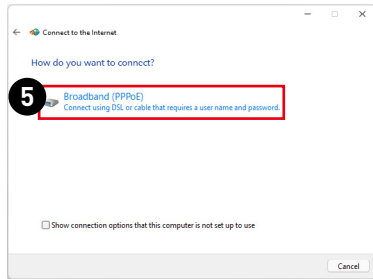 Connect to the Internet
How do you want to connect?
5
Broadband (PPPoE)
Connect using DSL or cable that requires a user name and password.
Show connection options that this computer is not set up to use
Cancel